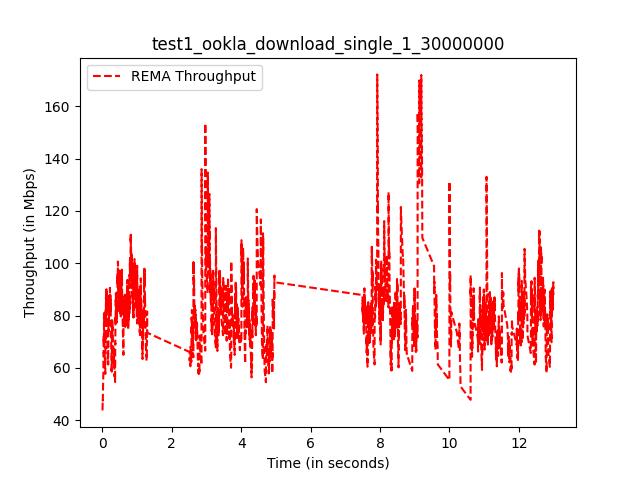 test1_ookla_download_single_1_30000000
REMA Throughput
Throughput (in Mbps)
160
140
120
100
80
60
40
0 2 4 6 8 10 12
Time (in seconds)